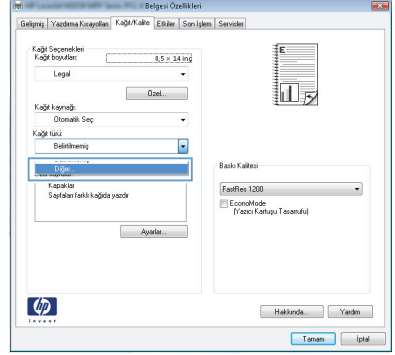 Belgesi Özellikleri
Gelişmiş Yazdırma Kısayolları Kağıt/Kalite Efektler Son İşlem Servisler
Kağıt Seçenekleri
Kağıt boyutları: 8,5 × 14 inç
Legal
Özel...
Kağıt kaynağı:
Otomatik Seç
Kağıt türü:
Belirtilmemiş
Diğer...
Kapaklar
Sayfaları farklı kağıda yazdır
Ayarlar...
E
Baskı Kalitesi
FastRes 1200
EconoMode
(Yazıcı Kartuşu Tasarrufu)
hp
invent
Hakkında... Yardım
Tamam İptal